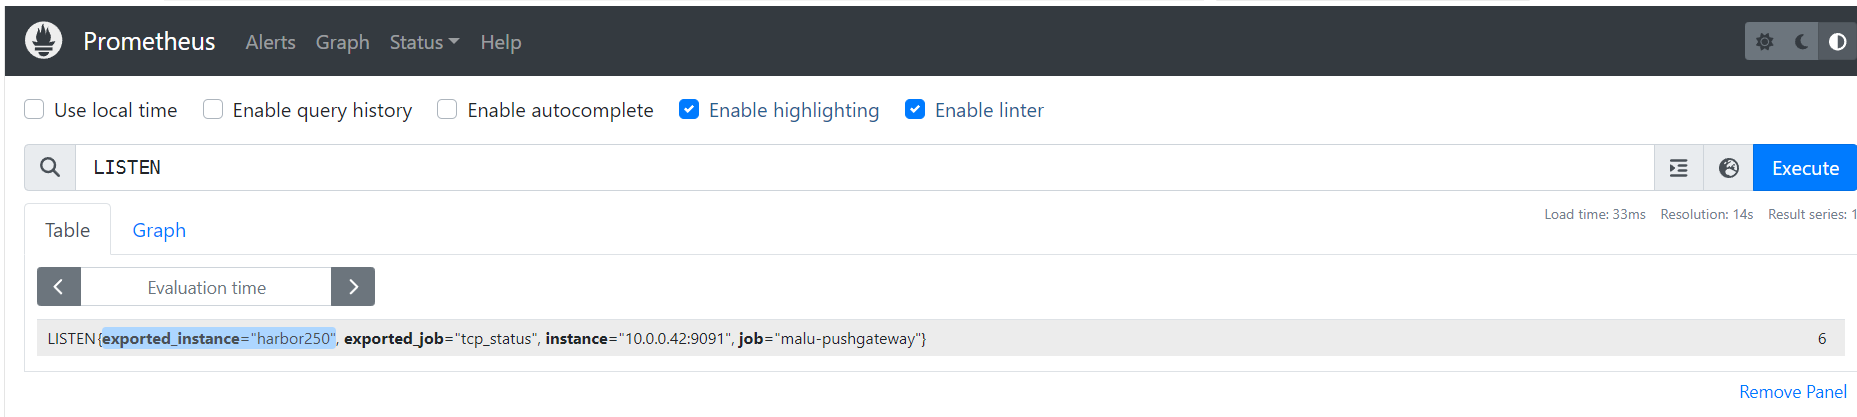 Prometheus Alerts Graph Status Help
Use local time Enable query history Enable autocomplete Enable highlighting Enable linter
LISTEN Execute
Table Graph Load time: 33ms Resolution: 14s Result series: 1
Evaluation time
LISTEN{exported_instance="harbor250", exported_job="tcp_status", instance="10.0.0.42:9091", job="malu-pushgateway"} 6
Remove Panel